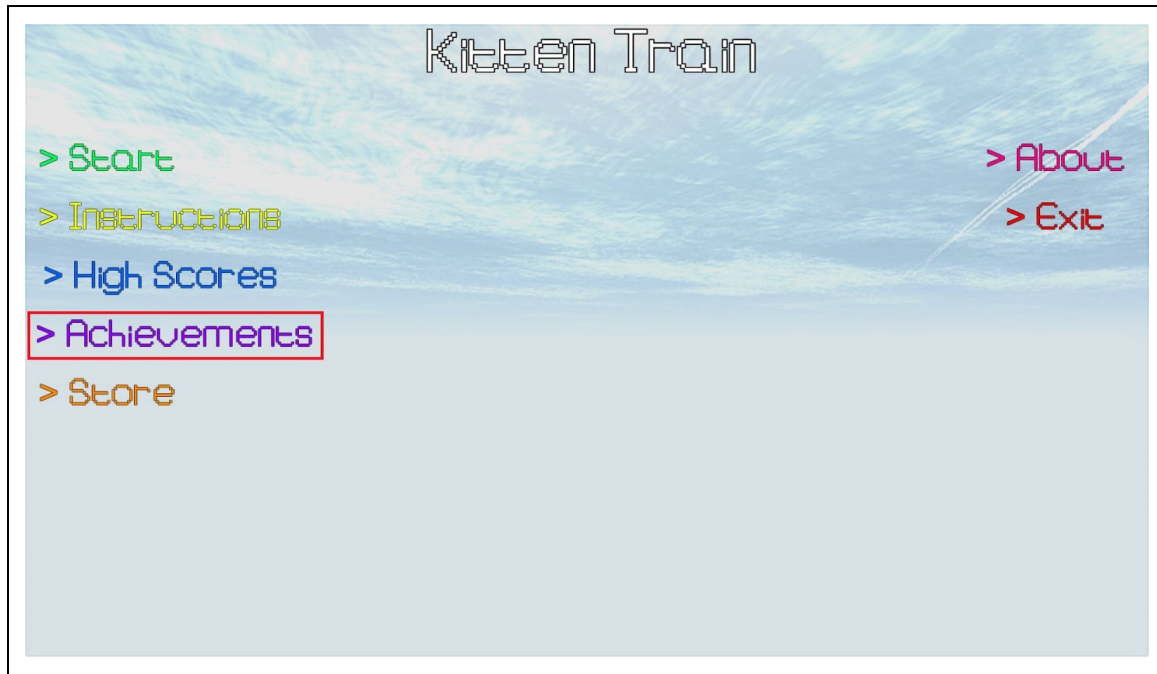 Kitten Train
> Start
> Instructions
> High Scores
> Achievements
> Store
> About
> Exit